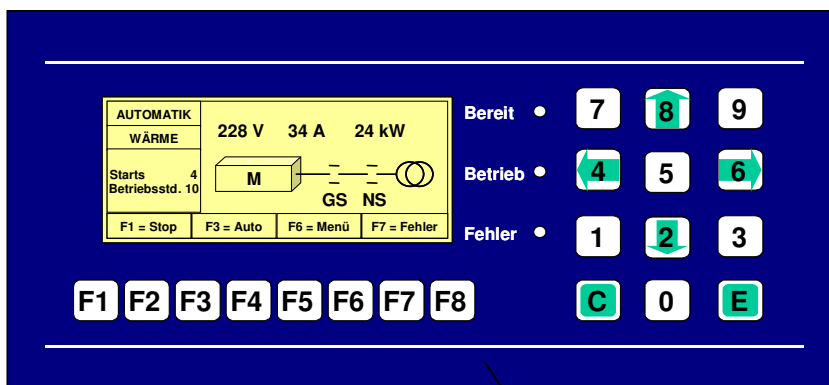 AUTOMATIK
WÄRME
228 V 34 A 24 kW
Starts 4
Betriebsstd. 10
M
GS NS
F1 = Stop F3 = Auto F6 = Menü F7 = Fehler
Bereit
Betrieb
Fehler
7 8 9
4 5 6
1 2 3
F1 F2 F3 F4 F5 F6 F7 F8
C 0 E